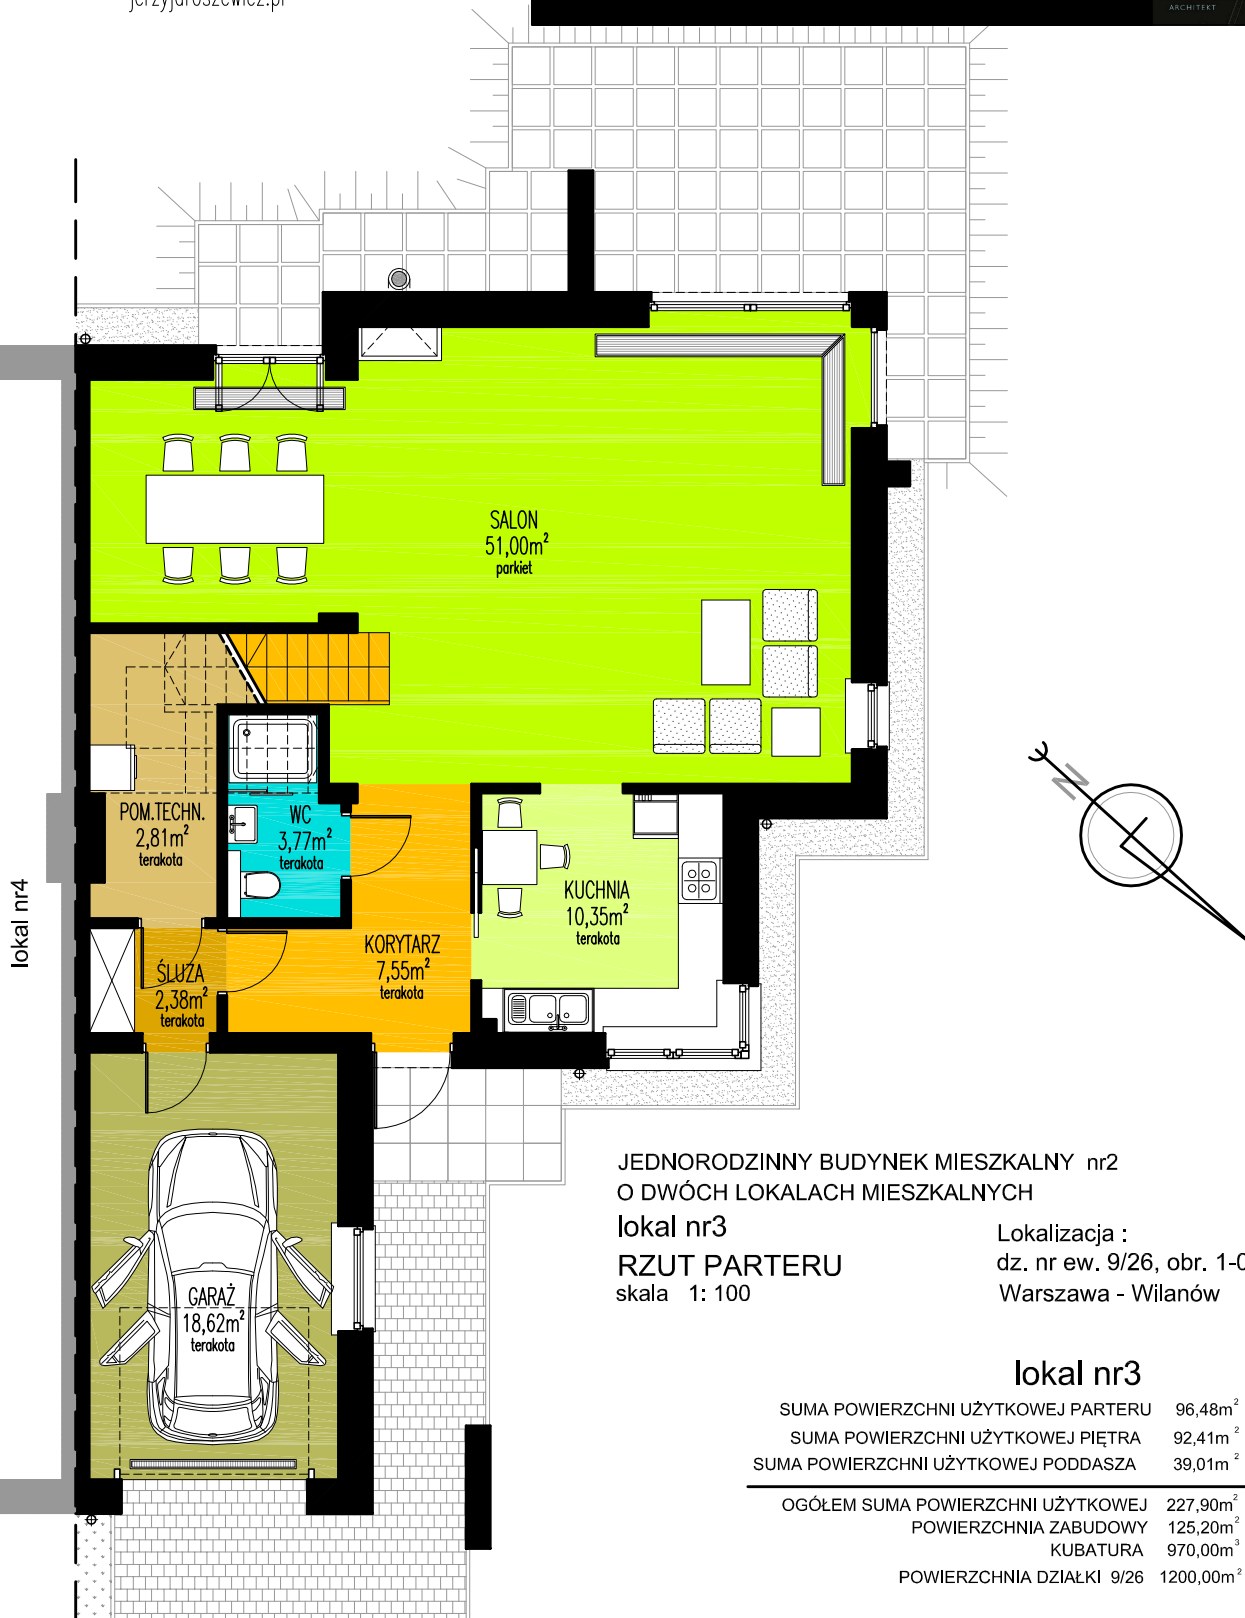 jerzyjaroszewicz.pl
ARCHITEKT
SALON
51,00m²
parkiet
POM.TECHN.
2,81m²
terakota
WC
3,77m²
terakota
KUCHNIA
10,35m²
terakota
KORYTARZ
7,55m²
terakota
ŚLUZA
2,38m²
terakota
lokal nr4
N
GARAŻ
18,62m²
terakota
JEDNORODZINNY BUDYNEK MIESZKALNY nr2
O DWÓCH LOKALACH MIESZKALNYCH
lokal nr3
RZUT PARTERU
skala 1: 100
Lokalizacja :
dz. nr ew. 9/26, obr. 1-0
Warszawa - Wilanów
lokal nr3
SUMA POWIERZCHNI UŻYTKOWEJ PARTERU 96,48m²
SUMA POWIERZCHNI UŻYTKOWEJ PIĘTRA 92,41m²
SUMA POWIERZCHNI UŻYTKOWEJ PODDASZA 39,01m²
OGÓŁEM SUMA POWIERZCHNI UŻYTKOWEJ 227,90m²
POWIERZCHNIA ZABUDOWY 125,20m²
KUBATURA 970,00m³
POWIERZCHNIA DZIAŁKI 9/26 1200,00m²